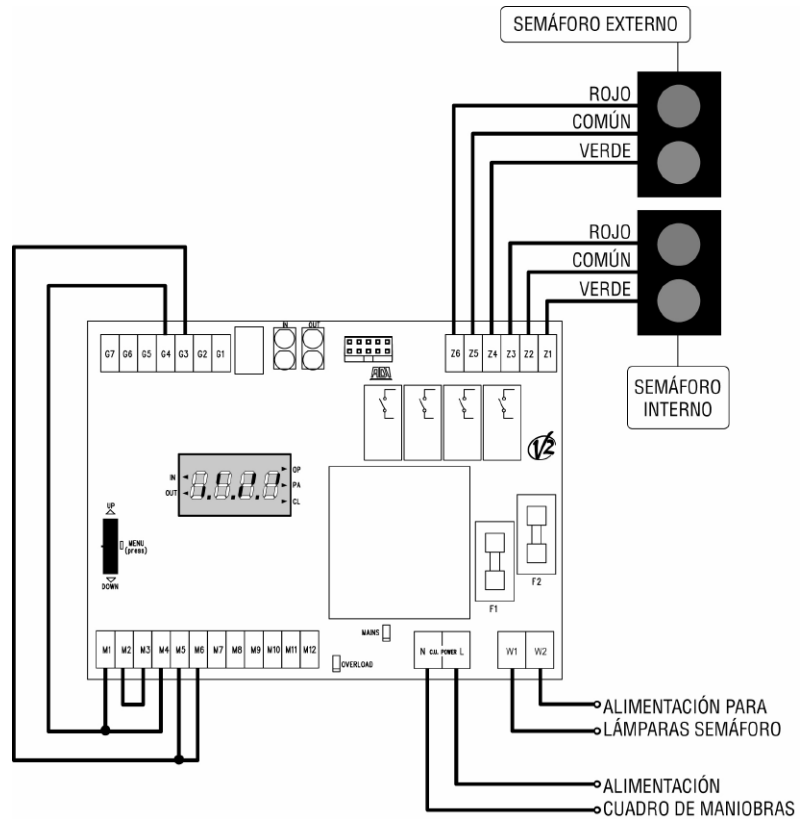 SEMÁFORO EXTERNO
ROJO
COMÚN
VERDE
ROJO
COMÚN
VERDE
SEMÁFORO
INTERNO
IN OUT
G7 G6 G5 G4 G3 G2 G1
Z6 Z5 Z4 Z3 Z2 Z1
V2
IN
OUT
OP
PA
CL
UP
MENU
(press)
DOWN
F1
F2
MAINS
OVERLOAD
M1 M2 M3 M4 M5 M6 M7 M8 M9 M10 M11 M12
N C.U. POWER L
W1 W2
ALIMENTACIÓN PARA
LÁMPARAS SEMÁFORO
ALIMENTACIÓN
CUADRO DE MANIOBRAS